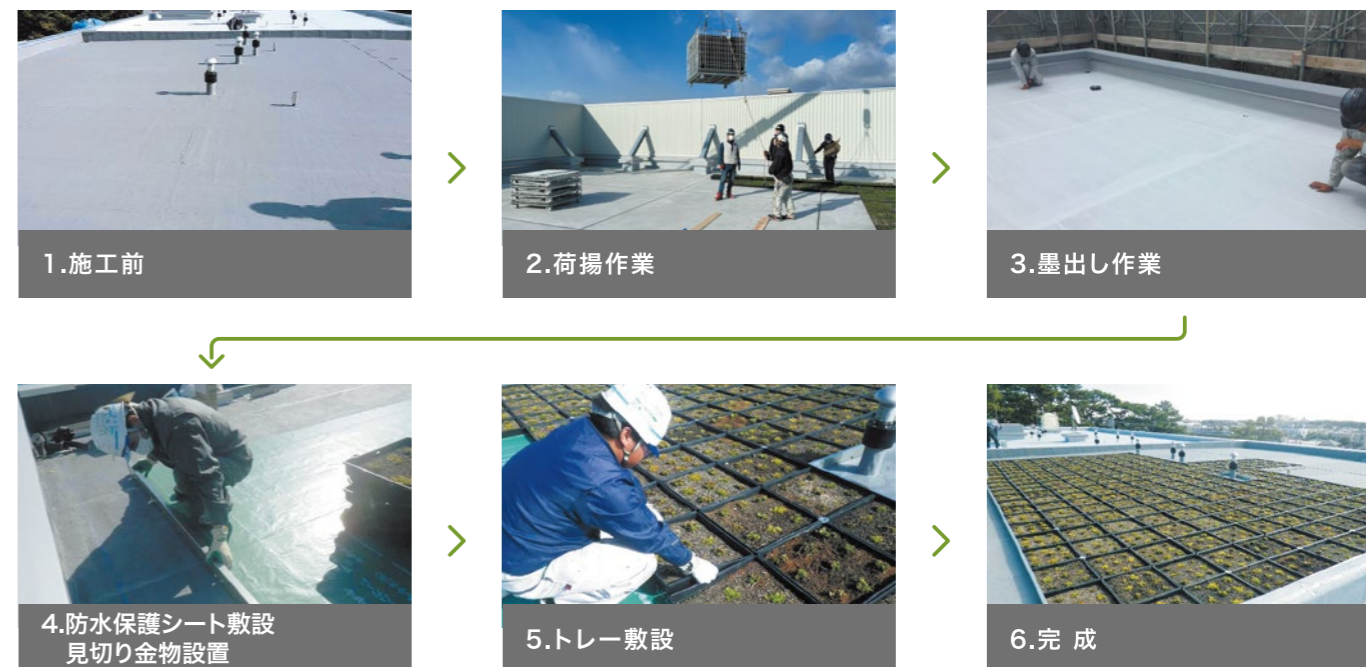 1.施工前
2.荷揚作業
3.墨出し作業
4.防水保護シート敷設
見切り金物設置
5.トレー敷設
6.完 成